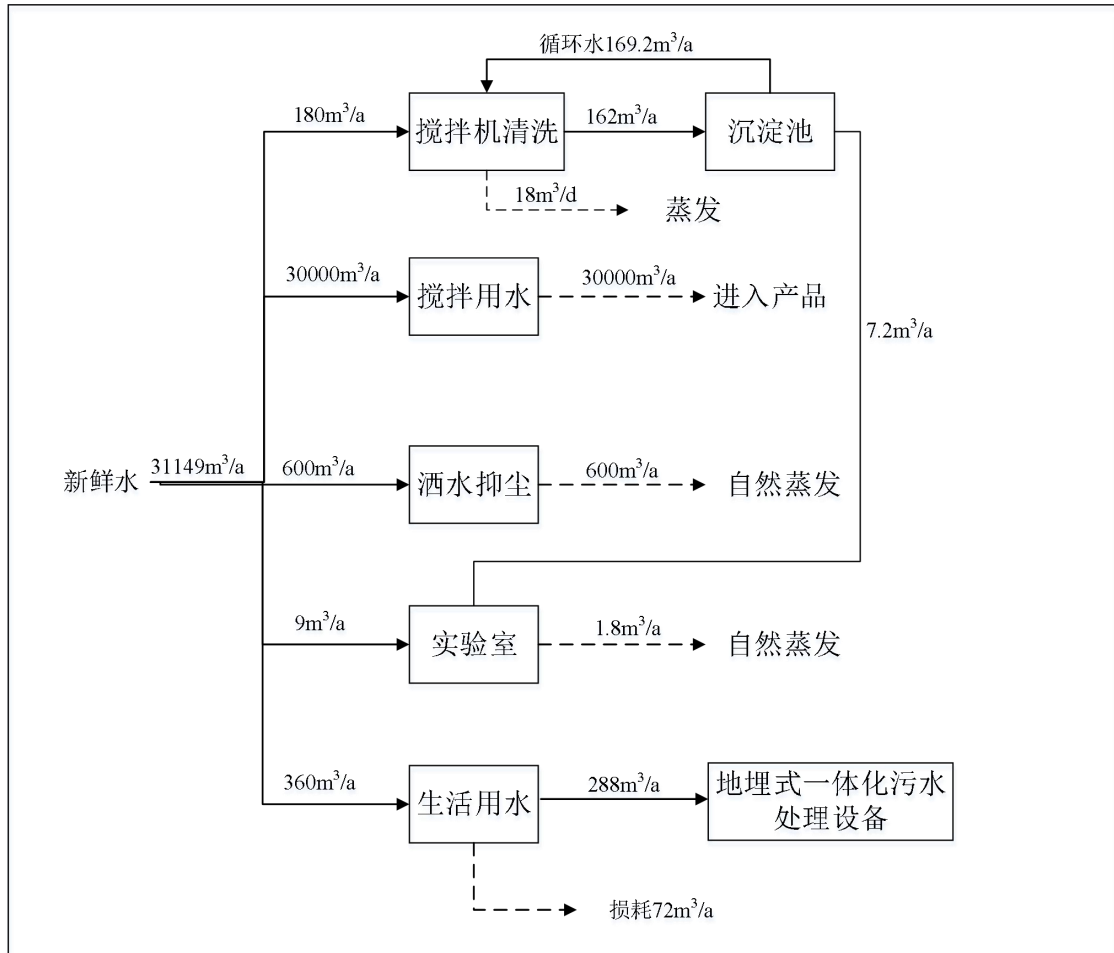 循环水169.2m³/a
180m³/a
搅拌机清洗
162m³/a
沉淀池
18m³/d
蒸发
30000m³/a
搅拌用水
30000m³/a
进入产品
7.2m³/a
新鲜水
31149m³/a
600m³/a
洒水抑尘
600m³/a
自然蒸发
9m³/a
实验室
1.8m³/a
自然蒸发
360m³/a
生活用水
288m³/a
地埋式一体化污水
处理设备
损耗72m³/a